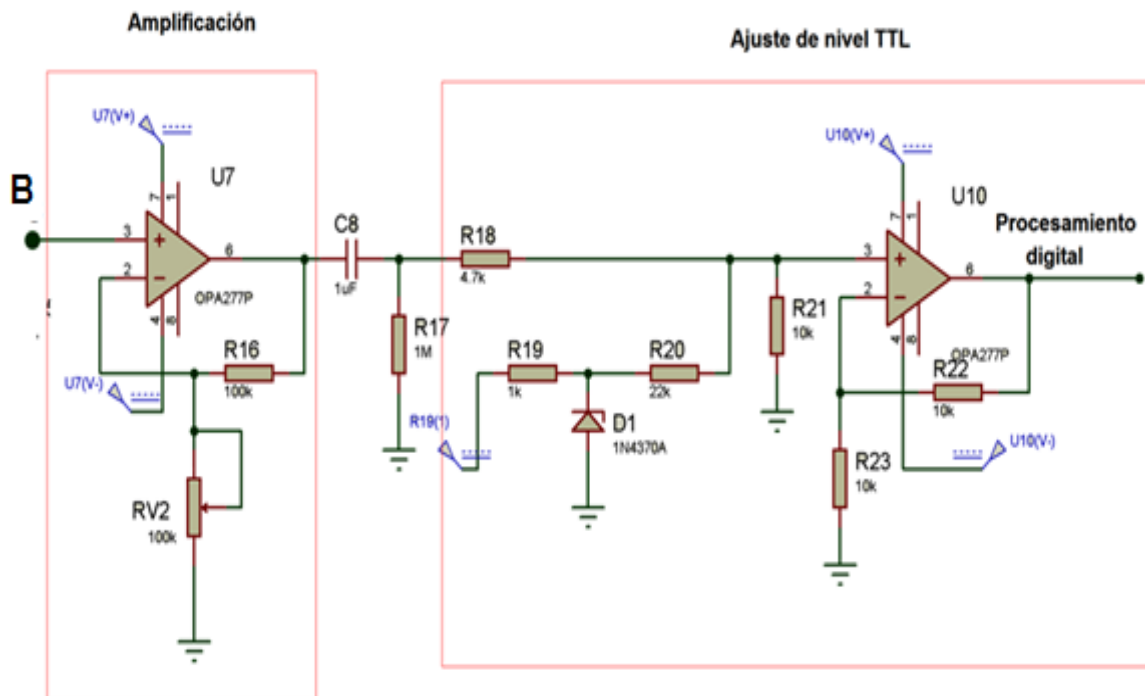 Amplificación
Ajuste de nivel TTL
U7(V+)
U7
B
7
1
3
2
6
4
8
OPA277P
U7(V-)
R16
100k
RV2
100k
C8
1uF
R17
1M
R18
4.7k
R19
1k
R20
22k
R19(1)
D1
1N4370A
R21
10k
U10(V+)
U10
7
1
3
2
6
4
8
OPA277P
Procesamiento
digital
R22
10k
R23
10k
U10(V-)